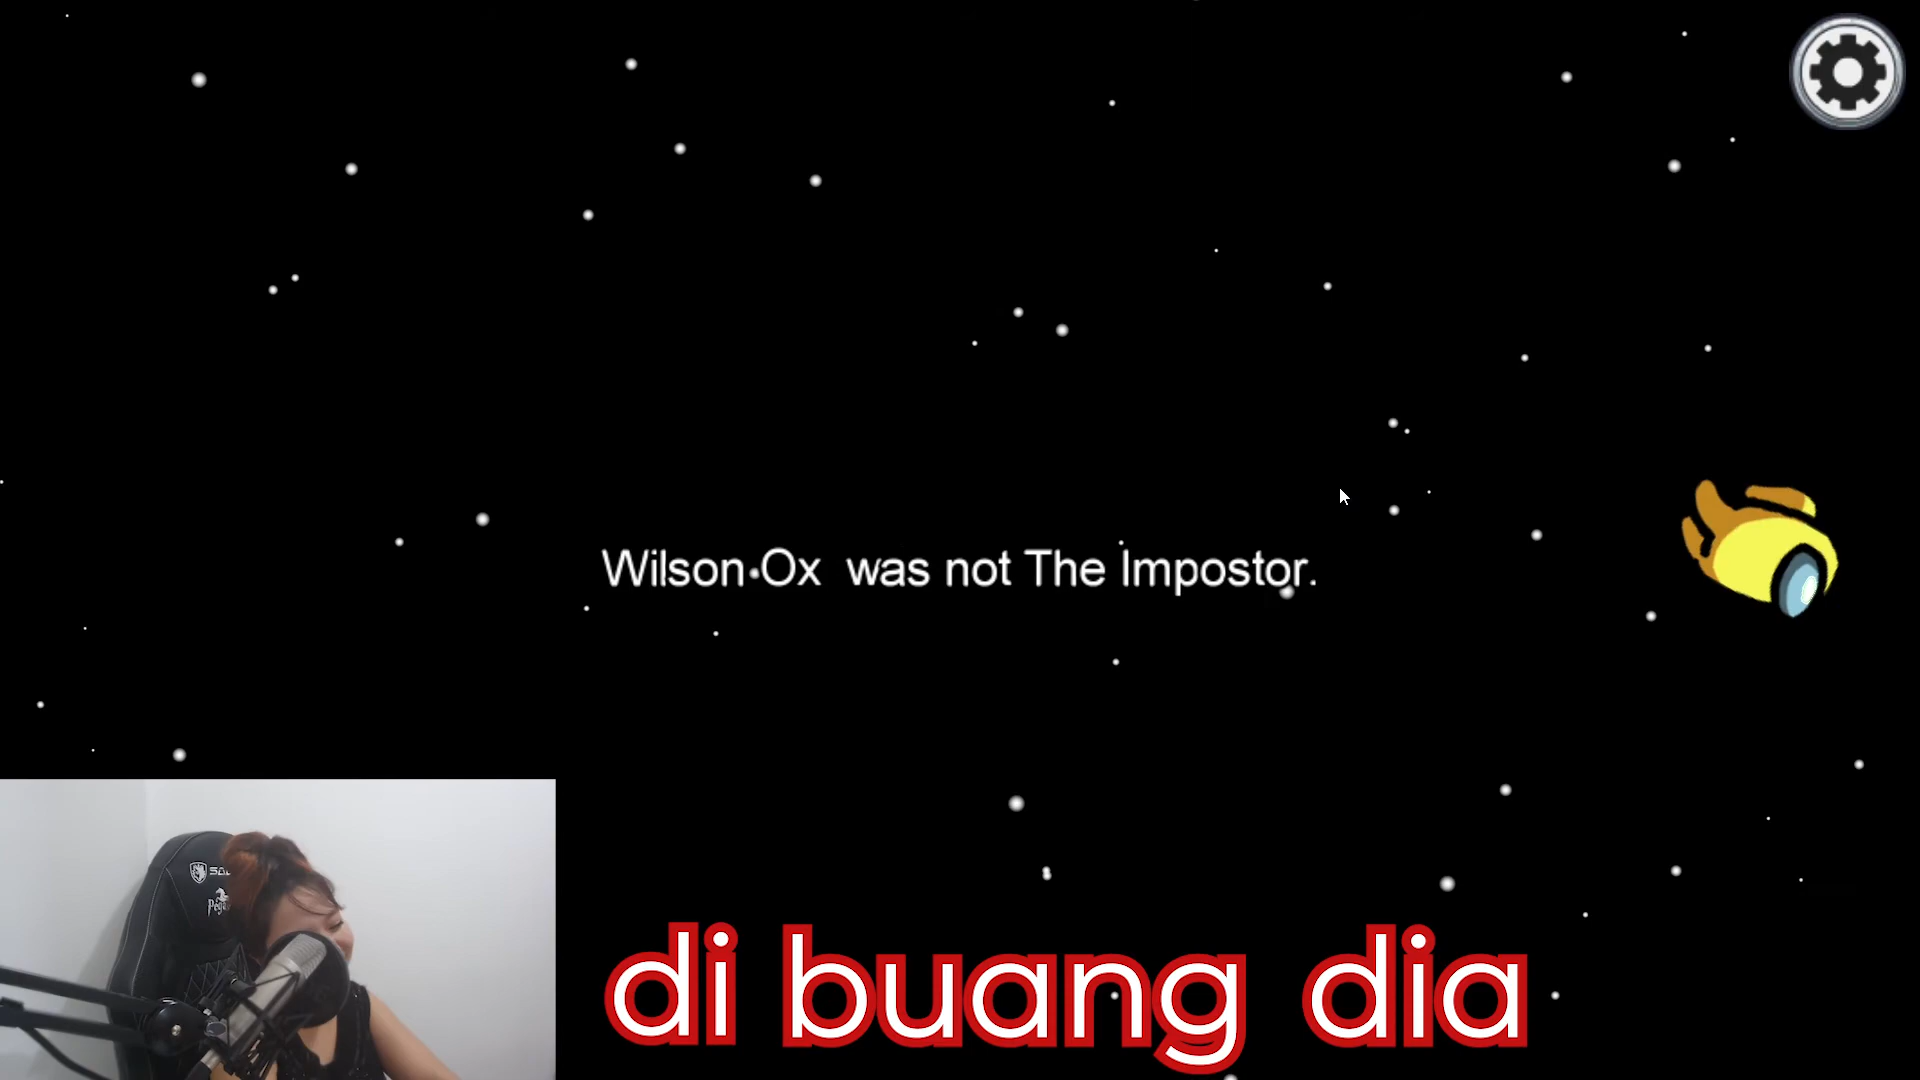 Wilson Ox  was not The Impostor.
di buang dia